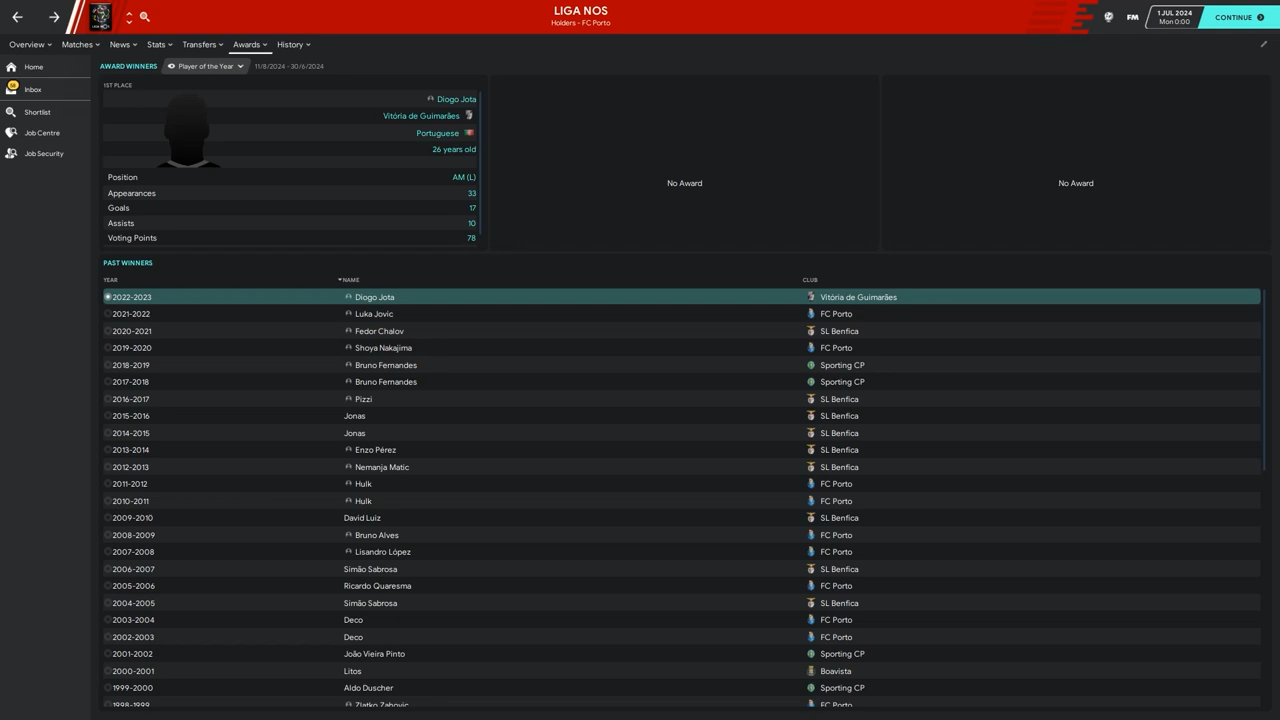 LIGA NOS
Holders - FC Porto
1 JUL 2024
Mon 0:00
CONTINUE
FM
LIGA NOS
Overview Matches News Stats Transfers Awards History
Home
Inbox
Shortlist
Job Centre
Job Security
AWARD WINNERS Player of the Year 11/8/2024 -30/6/2024
1ST PLACE
Diogo Jota
Vitória de Guimarães
Portuguese
26 years old
Position AM (L)
Appearances 33
Goals 17
Assists 10
Voting Points 78
No Award
No Award
PAST WINNERS
YEAR NAME CLUB
2022-2023 Diogo Jota Vitória de Guimarães
2021-2022 Luka Jovic FC Porto
2020-2021 Fedor Chalov SL Benfica
2019-2020 Shoya Nakajima FC Porto
2018-2019 Bruno Fernandes Sporting CP
2017-2018 Bruno Fernandes Sporting CP
2016-2017 Pizzi SL Benfica
2015-2016 Jonas SL Benfica
2014-2015 Jonas SL Benfica
2013-2014 Enzo Pérez SL Benfica
2012-2013 Nemanja Matic SL Benfica
2011-2012 Hulk FC Porto
2010-2011 Hulk FC Porto
2009-2010 David Luiz SL Benfica
2008-2009 Bruno Alves FC Porto
2007-2008 Lisandro López FC Porto
2006-2007 Simão Sabrosa SL Benfica
2005-2006 Ricardo Quaresma FC Porto
2004-2005 Simão Sabrosa SL Benfica
2003-2004 Deco FC Porto
2002-2003 Deco FC Porto
2001-2002 João Vieira Pinto Sporting CP
2000-2001 Litos Boavista
1999-2000 Aldo Duscher Sporting CP
1998-1999 Zlatko Zahovic FC Porto